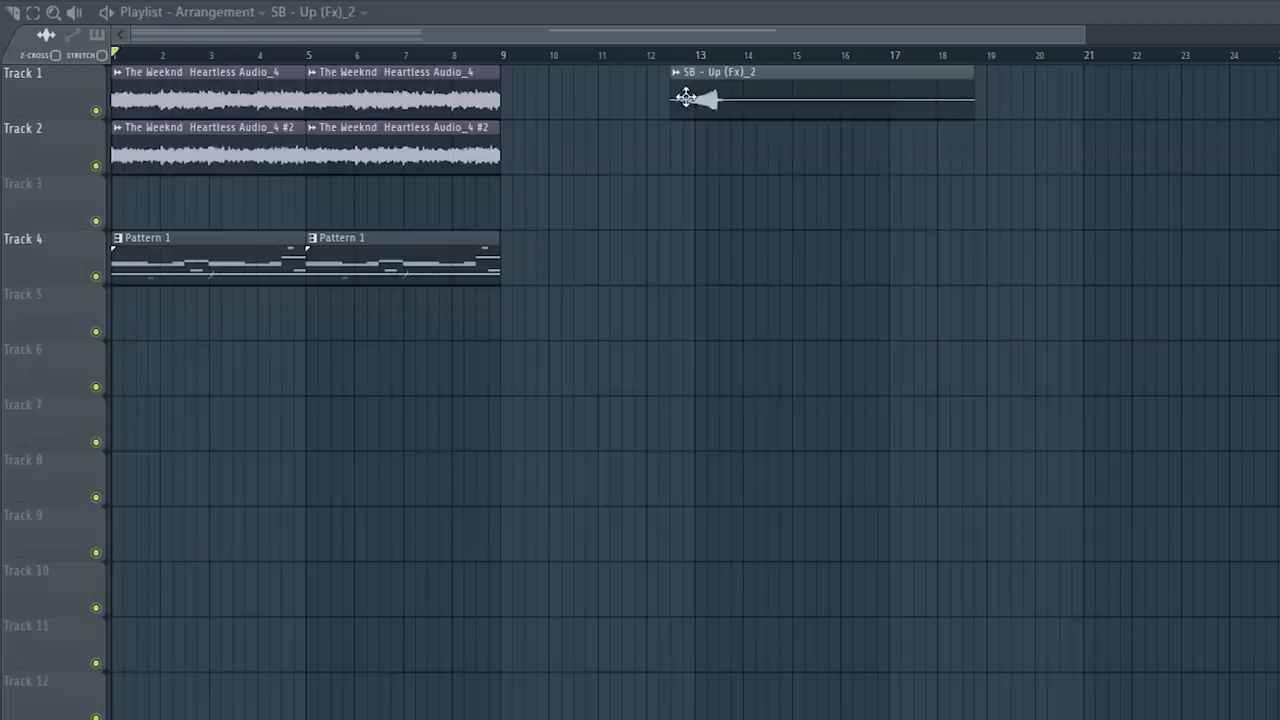 Playlist - Arrangement SB - Up (Fx)_2
Z-CROSS STRETCH
2 3 4 5 6 7 8 9 10 11 12 13 14 15 16 17 18 19 20 21 22 23 24
Track 1
The Weeknd Heartless Audio_4 The Weeknd Heartless Audio_4 SB - Up (Fx)_2
Track 2
The Weeknd Heartless Audio_4 #2 The Weeknd Heartless Audio_4 #2
Track 3
Track 4
Pattern 1 Pattern 1
Track 5
Track 6
Track 7
Track 8
Track 9
Track 10
Track 11
Track 12